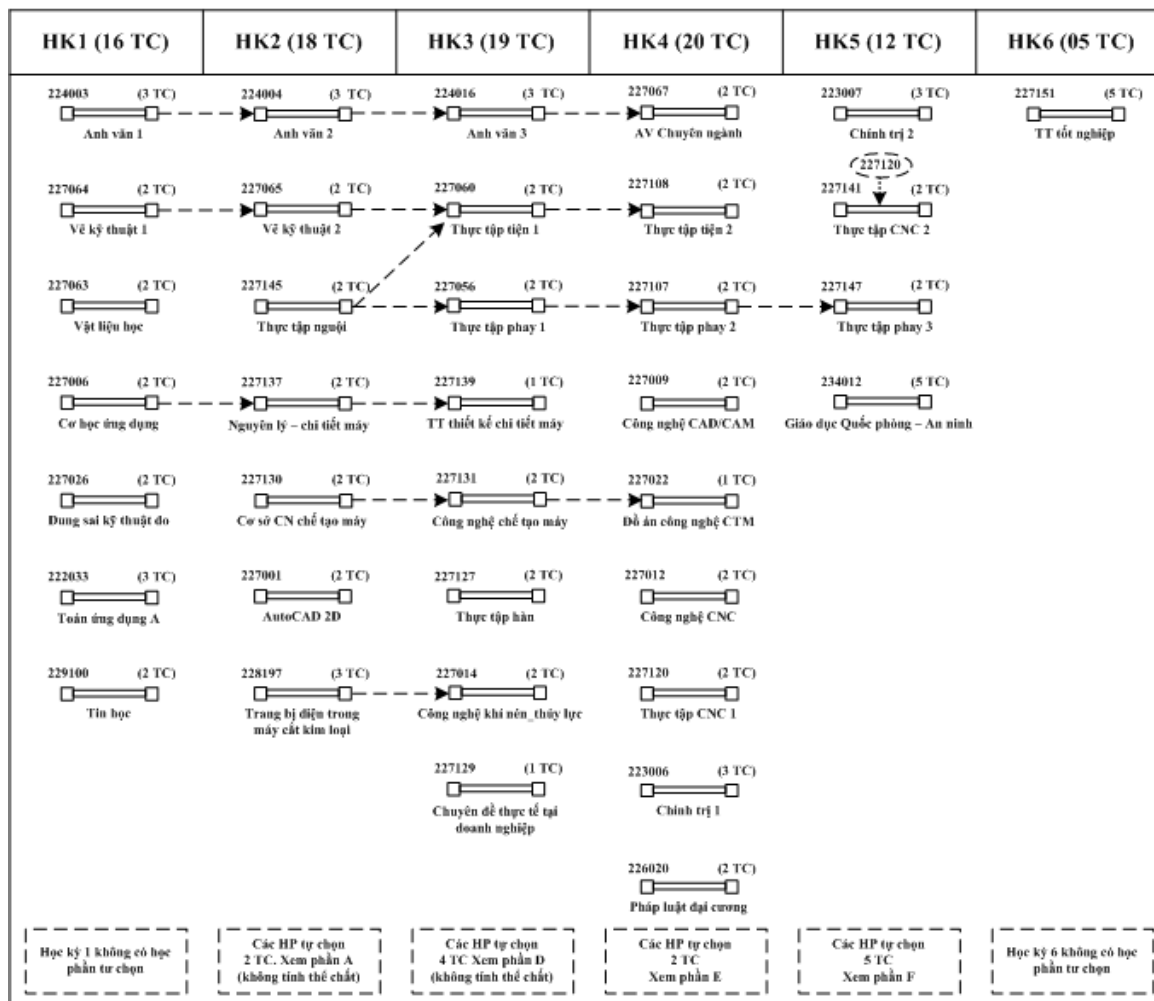 HK1 (16 TC) HK2 (18 TC) HK3 (19 TC) HK4 (20 TC) HK5 (12 TC) HK6 (05 TC)
224003 (3 TC) 224004 (3 TC) 224016 (3 TC) 227067 (2 TC) 223007 (3 TC) 227151 (5 TC)
Anh văn 1 Anh văn 2 Anh văn 3 AV Chuyên ngành Chính trị 2 TT tốt nghiệp
227120
227064 (2 TC) 227065 (2 TC) 227060 (2 TC) 227108 (2 TC) 227141 (2 TC)
Vẽ kỹ thuật 1 Vẽ kỹ thuật 2 Thực tập tiện 1 Thực tập tiện 2 Thực tập CNC 2
227063 (2 TC) 227145 (2 TC) 227056 (2 TC) 227107 (2 TC) 227147 (2 TC)
Vật liệu học Thực tập nguội Thực tập phay 1 Thực tập phay 2 Thực tập phay 3
227006 (2 TC) 227137 (2 TC) 227139 (1 TC) 227009 (2 TC) 234012 (5 TC)
Cơ học ứng dụng Nguyên lý – chi tiết máy TT thiết kế chi tiết máy Công nghệ CAD/CAM Giáo dục Quốc phòng – An ninh
227026 (2 TC) 227130 (2 TC) 227131 (2 TC) 227022 (1 TC)
Dung sai kỹ thuật đo Cơ sở CN chế tạo máy Công nghệ chế tạo máy Đồ án công nghệ CTM
222033 (3 TC) 227001 (2 TC) 227127 (2 TC) 227012 (2 TC)
Toán ứng dụng A AutoCAD 2D Thực tập hàn Công nghệ CNC
229100 (2 TC) 228197 (3 TC) 227014 (2 TC) 227120 (2 TC)
Tin học Trang bị điện trong Công nghệ khí nén_thủy lực Thực tập CNC 1
máy cắt kim loại
227129 (1 TC) 223006 (3 TC)
Chuyên đề thực tế tại Chính trị 1
doanh nghiệp
226020 (2 TC)
Pháp luật đại cương
Học kỳ 1 không có học
phần tư chọn
Các HP tự chọn
2 TC. Xem phần A
(không tính thể chất)
Các HP tự chọn
4 TC Xem phần D
(không tính thể chất)
Các HP tự chọn
2 TC
Xem phần E
Các HP tự chọn
5 TC
Xem phần F
Học kỳ 6 không có học
phần tư chọn